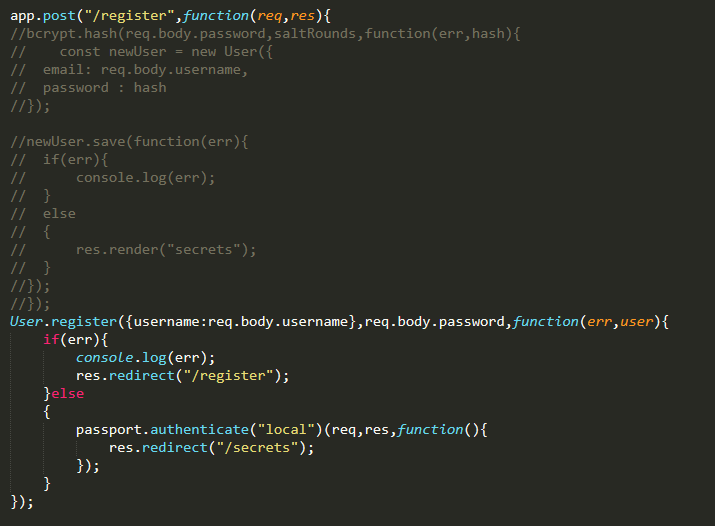 app.post("/register",function(req,res){
//bcrypt.hash(req.body.password,saltRounds,function(err,hash){
//    const newUser = new User({
//  email: req.body.username,
//  password : hash
//});
//newUser.save(function(err){
//  if(err){
//      console.log(err);
//  }
//  else
//  {
//      res.render("secrets");
//  }
//});
//});
User.register({username:req.body.username},req.body.password,function(err,user){
    if(err){
        console.log(err);
        res.redirect("/register");
    }else
    {
        passport.authenticate("local")(req,res,function(){
            res.redirect("/secrets");
        });
    }
});